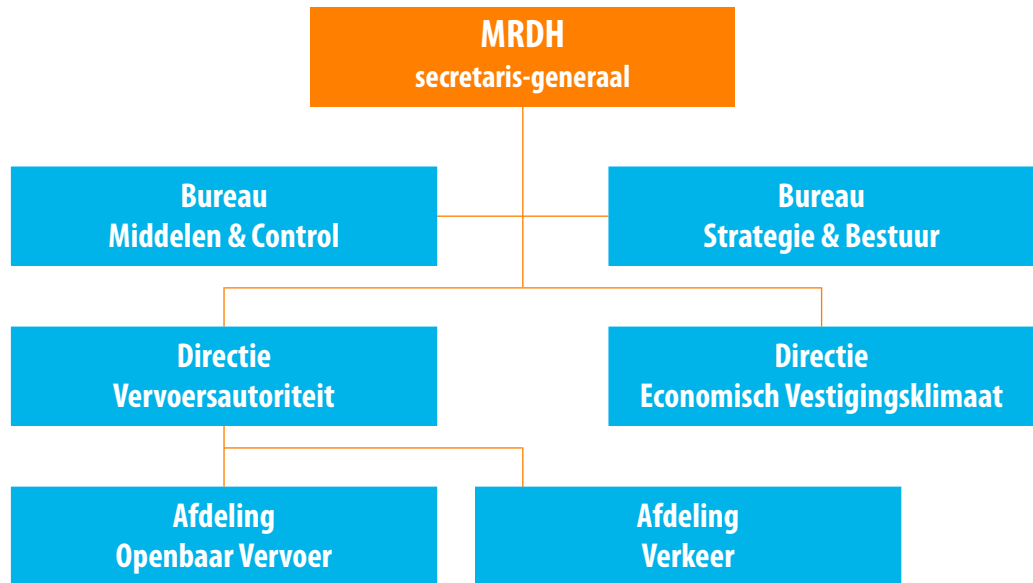 MRDH
secretaris-generaal
Bureau
Middelen & Control
Bureau
Strategie & Bestuur
Directie
Vervoersautoriteit
Directie
Economisch Vestigingsklimaat
Afdeling
Openbaar Vervoer
Afdeling
Verkeer